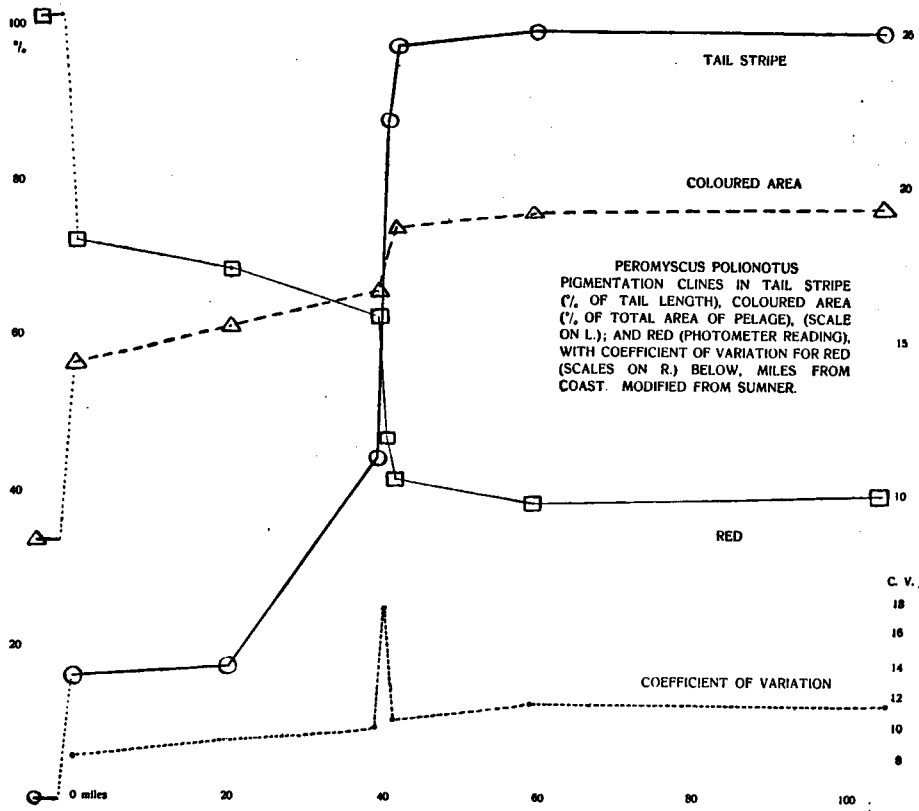 100
%
80
60
40
20
25
20
15
10
C. V.
18
16
14
12
10
8
TAIL STRIPE
COLOURED AREA
PEROMYSCUS POLIONOTUS
PIGMENTATION CLINES IN TAIL STRIPE
(% OF TAIL LENGTH), COLOURED AREA
(% OF TOTAL AREA OF PELAGE), (SCALE
ON L.); AND RED (PHOTOMETER READING),
WITH COEFFICIENT OF VARIATION FOR RED
(SCALES ON R.) BELOW, MILES FROM
COAST. MODIFIED FROM SUMNER.
RED
COEFFICIENT OF VARIATION
0 miles 20 40 60 80 100